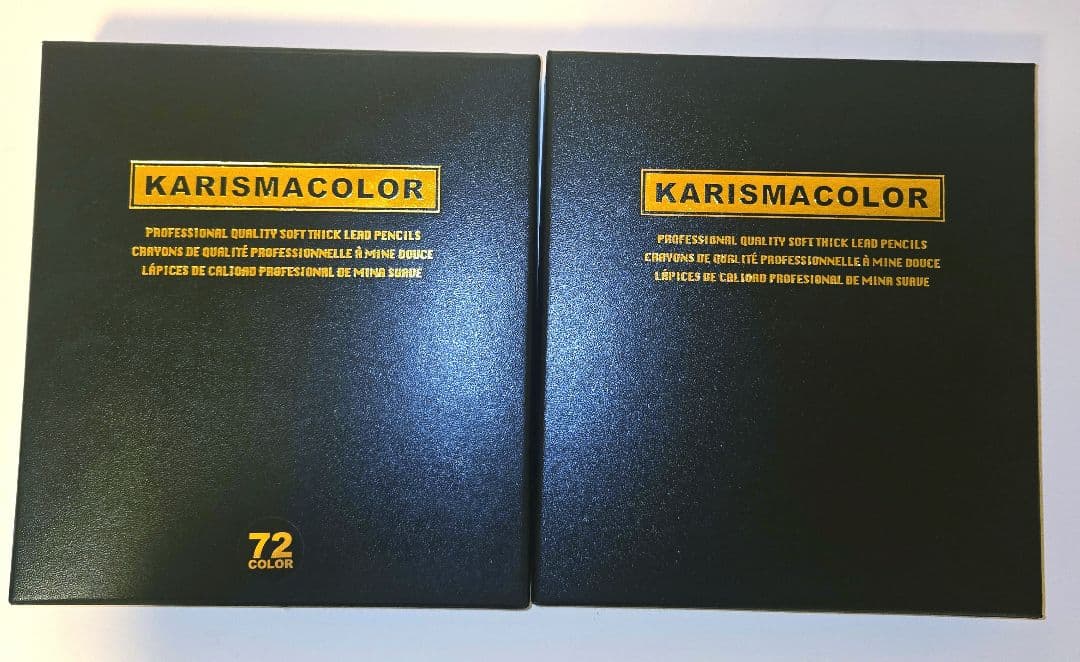 KARISMACOLOR
PROFESSIONAL QUALITY SOFT THICK LEAD PENCILS
CRAYONS DE QUALITÉ PROFESSIONNELLE À MINE DOUCE
LÁPICES DE CALIOAD PROFESIONAL DE MINA SUAVE
72
COLOR
KARISMACOLOR
PROFESSIONAL QUALITY SOFT THICK LEAD PENCILS
CRAYONS DE QUALITÉ PROFESSIONNELLE À MINE DOUCE
LÁPICES DE CALIOAD PROFESIONAL DE MINA SUAVE